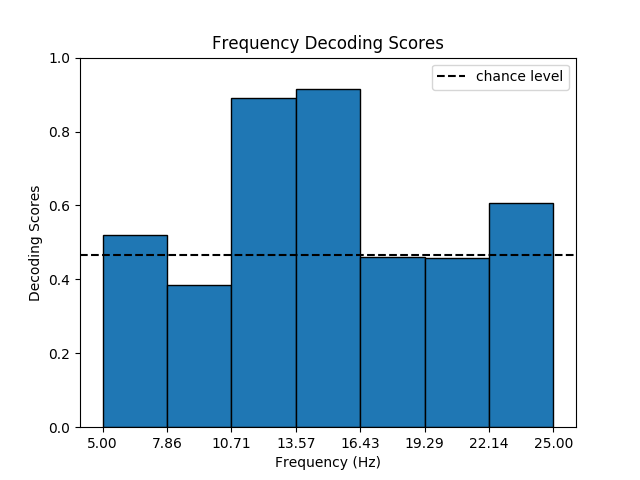 Frequency Decoding Scores
chance level
1.0
0.8
0.6
0.4
0.2
0.0
Decoding Scores
5.00 7.86 10.71 13.57 16.43 19.29 22.14 25.00
Frequency (Hz)